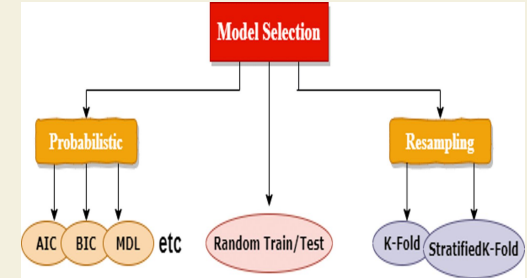 Model Selection
Probabilistic
Resampling
AIC
BIC
MDL
etc
Random Train/Test
K-Fold
StratifiedK-Fold